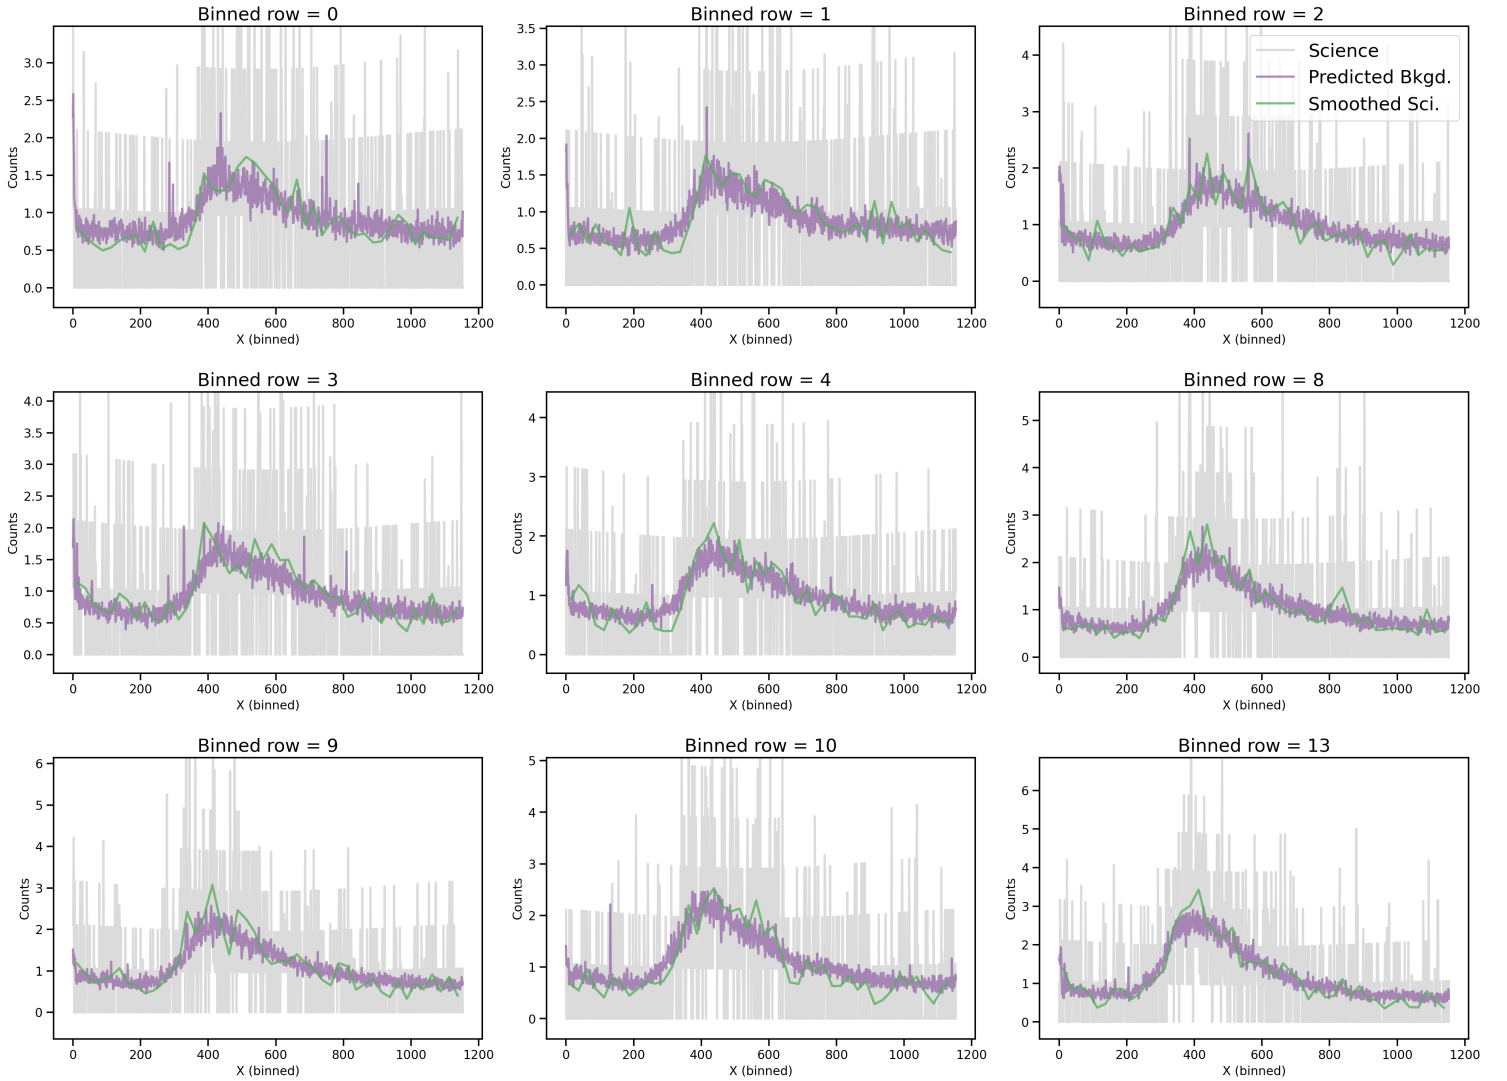 Binned row = 0
3.0
2.5
2.0
1.5
1.0
0.5
0.0
Counts
0 200 400 600 800 1000 1200
X (binned)
Binned row = 1
3.5
3.0
2.5
2.0
1.5
1.0
0.5
0.0
Counts
0 200 400 600 800 1000 1200
X (binned)
Binned row = 2
Science
Predicted Bkgd.
Smoothed Sci.
4
3
2
1
0
Counts
0 200 400 600 800 1000 1200
X (binned)
Binned row = 3
4.0
3.5
3.0
2.5
2.0
1.5
1.0
0.5
0.0
Counts
0 200 400 600 800 1000 1200
X (binned)
Binned row = 4
4
3
2
1
0
Counts
0 200 400 600 800 1000 1200
X (binned)
Binned row = 8
5
4
3
2
1
0
Counts
0 200 400 600 800 1000 1200
X (binned)
Binned row = 9
6
5
4
3
2
1
0
Counts
0 200 400 600 800 1000 1200
X (binned)
Binned row = 10
5
4
3
2
1
0
Counts
0 200 400 600 800 1000 1200
X (binned)
Binned row = 13
6
5
4
3
2
1
0
Counts
0 200 400 600 800 1000 1200
X (binned)